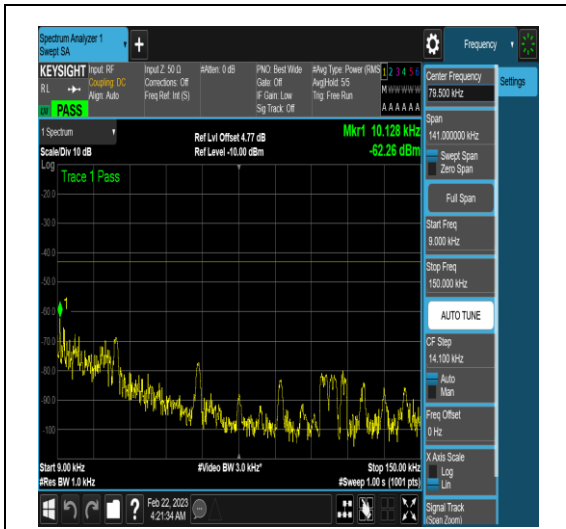 Spectrum Analyzer 1
Swept SA
Frequency
KEYSIGHT
RL
PASS
Input: RF
Coupling: DC
Align: Auto
Input Z: 50 Ω
Corrections: Off
Freq Ref: Int (S)
#Atten: 0 dB
PNO: Best Wide
Gate: Off
IF Gain: Low
Sig Track: Off
#Avg Type: Power (RMS
Avg|Hold: 5/5
Trig: Free Run
1 2 3 4 5 6
M W W W W W
A A A A A A
1 Spectrum
Scale/Div 10 dB
Ref Lvl Offset 4.77 dB
Ref Level -10.00 dBm
Mkr1 10.128 kHz
-62.26 dBm
Log
Trace 1 Pass
-20.0
-30.0
-40.0
-50.0
-60.0
-70.0
-80.0
-90.0
-100
1
Start 9.00 kHz
#Res BW 1.0 kHz
#Video BW 3.0 kHz*
Stop 150.00 kHz
#Sweep 1.00 s (1001 pts)
Feb 22, 2023
4:21:34 AM
Center Frequency
79.500 kHz
Span
141.000000 kHz
Swept Span
Zero Span
Full Span
Start Freq
9.000 kHz
Stop Freq
150.000 kHz
AUTO TUNE
CF Step
14.100 kHz
Auto
Man
Freq Offset
0 Hz
X Axis Scale
Log
Lin
Signal Track
(Span Zoom)
Settings